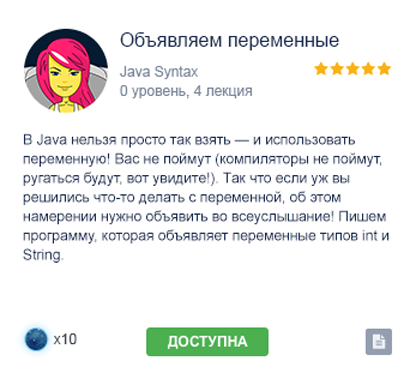 Объявляем переменные
Java Syntax
0 уровень, 4 лекция
В Java нельзя просто так взять — и использовать
переменную! Вас не поймут (компиляторы не поймут,
ругаться будут, вот увидите!). Так что если уж вы
решились что-то делать с переменной, об этом
намерении нужно объявить во всеуслышание! Пишем
программу, которая объявляет переменные типов int и
String.
x10
ДОСТУПНА